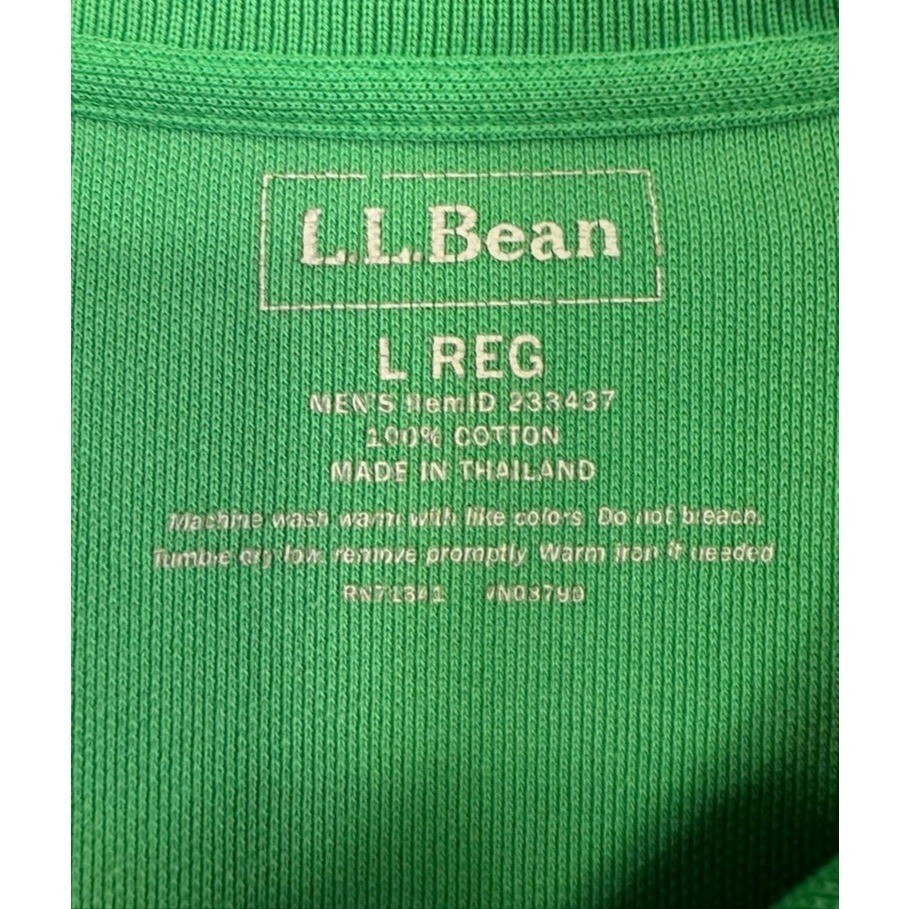 L.L.Bean
L REG
MEN'S ItemID 233437
100% COTTON
MADE IN THAILAND
Machine wash warm with like colors. Do not bleach.
Tumble dry low, remove promptly. Warm iron if needed
RN71341